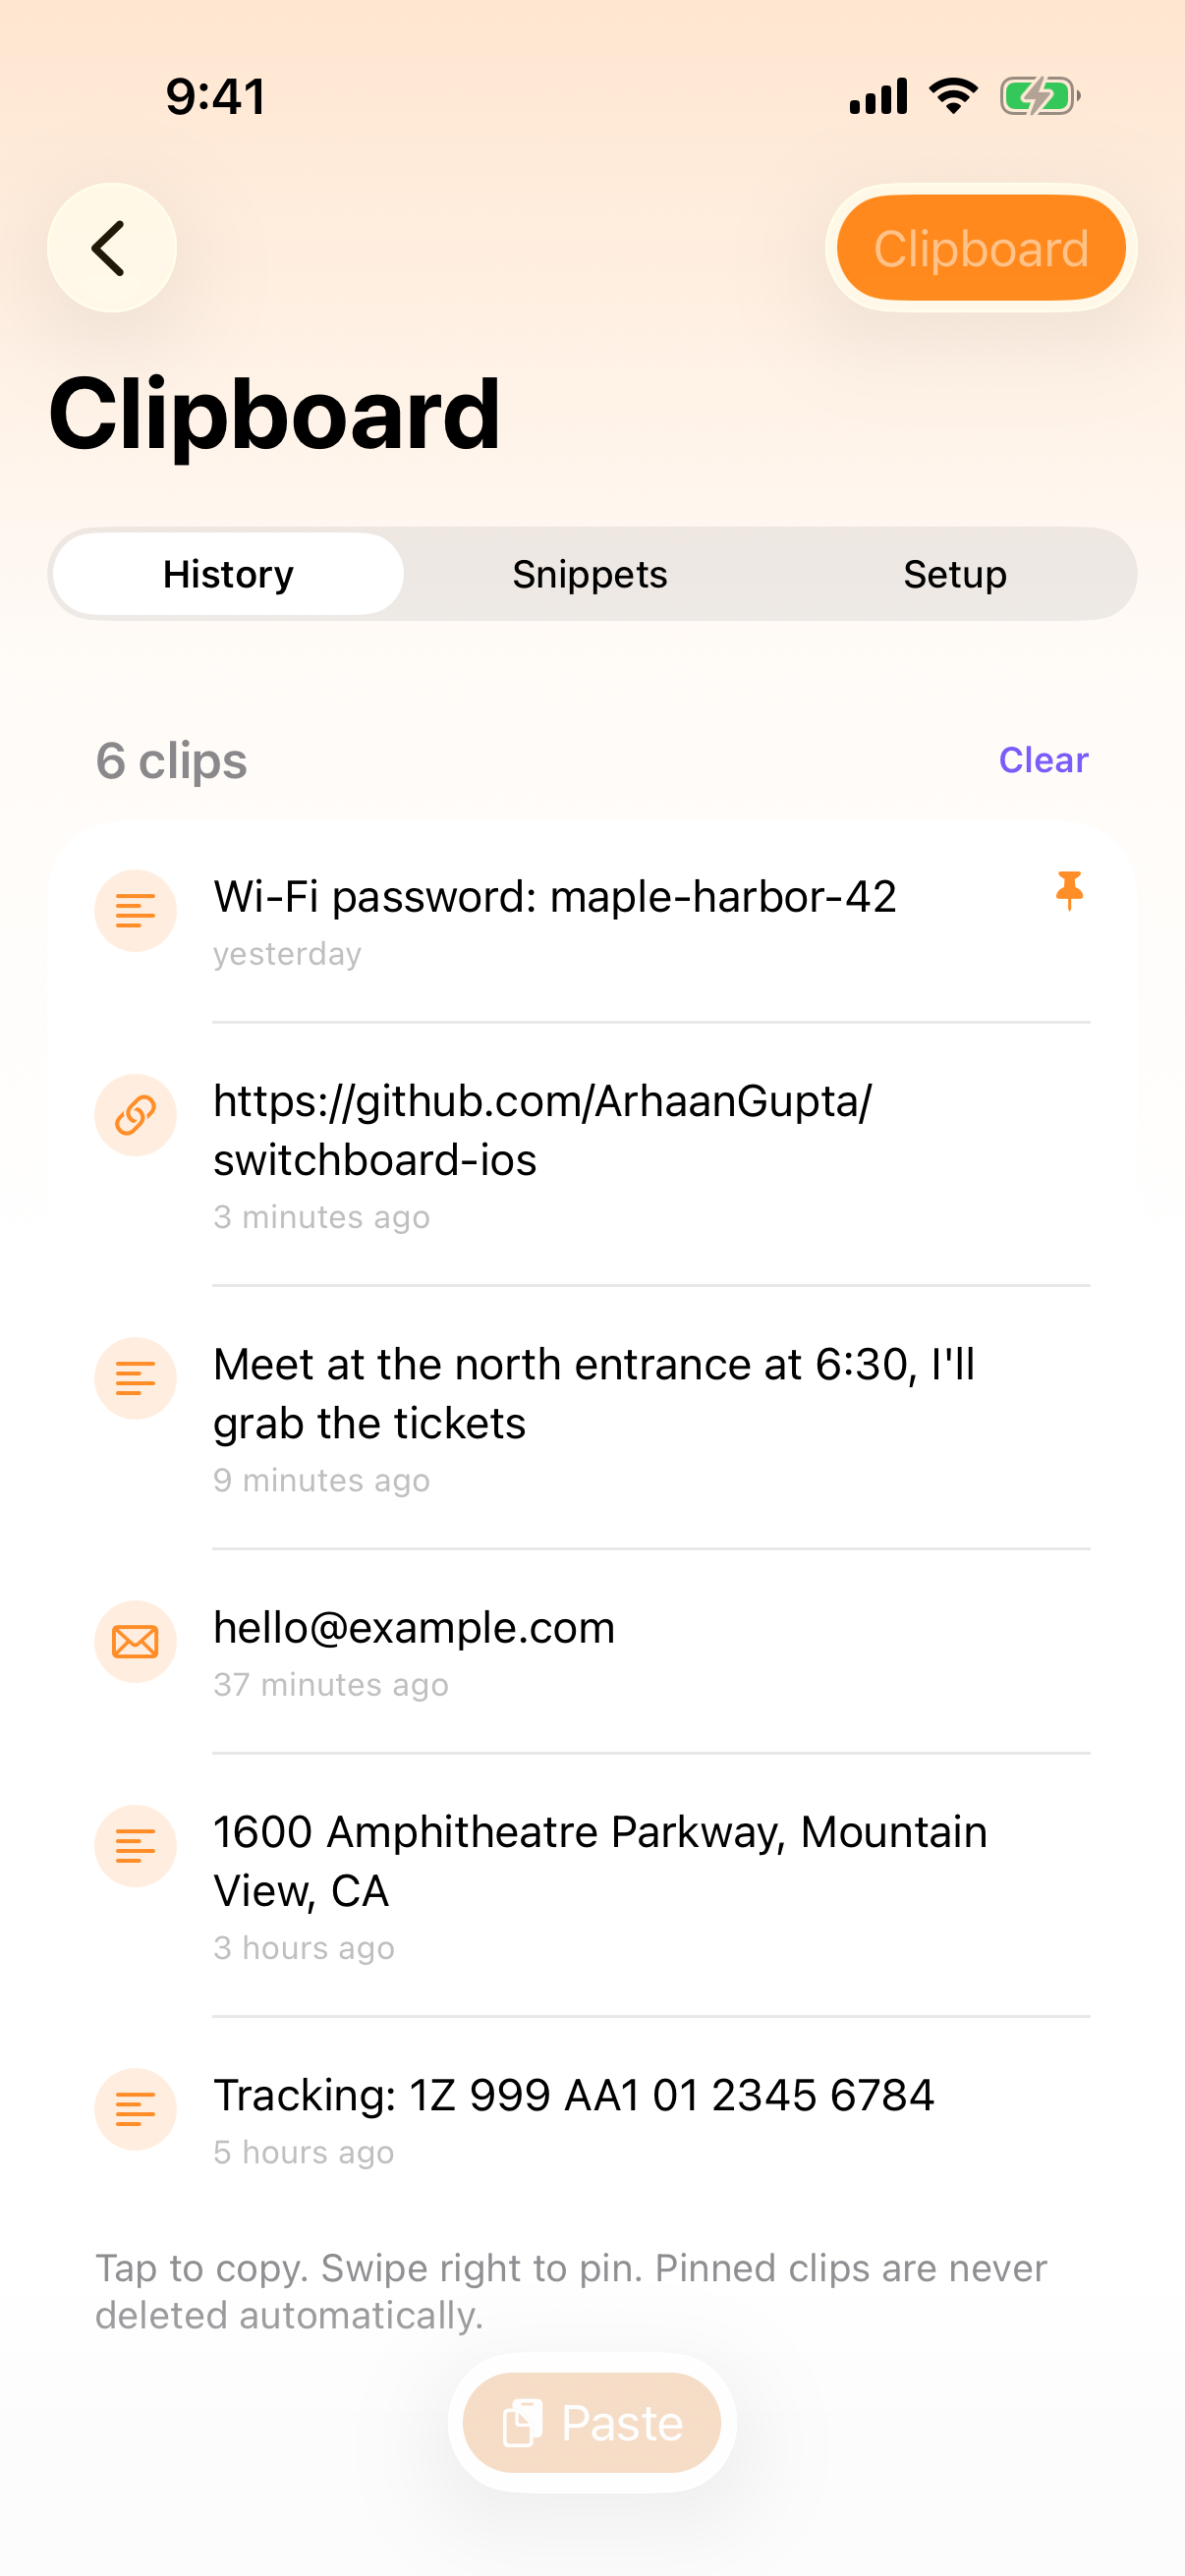 9:41
Clipboard
Clipboard
History
Snippets
Setup
6 clips
Clear
Wi-Fi password: maple-harbor-42
yesterday
https://github.com/ArhaanGupta/
switchboard-ios
3 minutes ago
Meet at the north entrance at 6:30, I'll
grab the tickets
9 minutes ago
hello@example.com
37 minutes ago
1600 Amphitheatre Parkway, Mountain
View, CA
3 hours ago
Tracking: 1Z 999 AA1 01 2345 6784
5 hours ago
Tap to copy. Swipe right to pin. Pinned clips are never
deleted automatically.
Paste